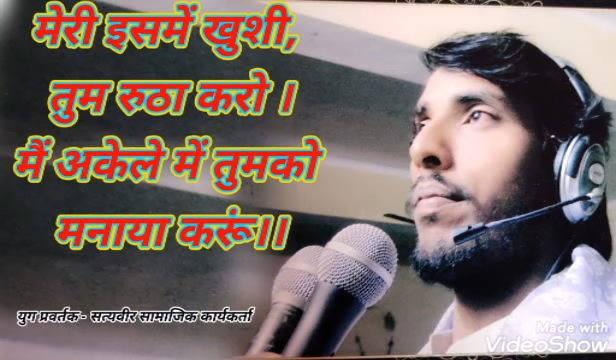 मेरी इसमें खुशी,
तुम रुठा करो ।
मैं अकेले में तुमको
मनाया करूं।।
युग प्रवर्तक - सत्यवीर सामाजिक कार्यकर्ता
Made with
VideoShow